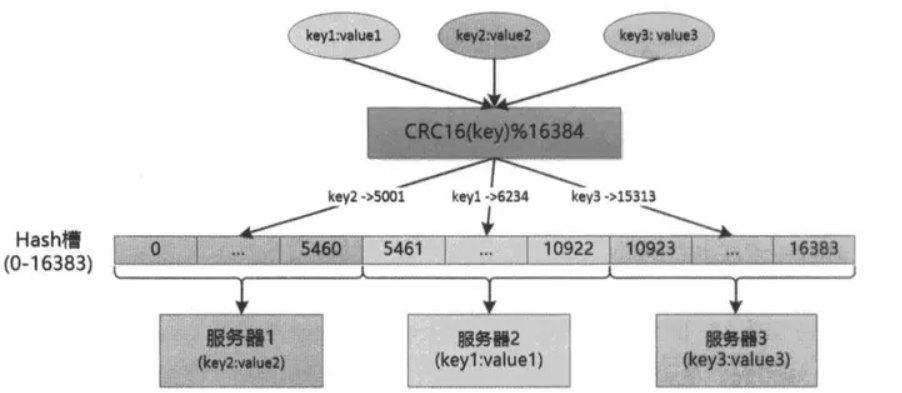 key1:value1
key2:value2
key3: value3
CRC16(key)%16384
key2 ->5001
key1 ->6234
key3 ->15313
Hash槽
(0-16383)
0 ... 5460 5461 ... 10922 10923 ... 16383
服务器1
(key2:value2)
服务器2
(key1:value1)
服务器3
(key3:value3)